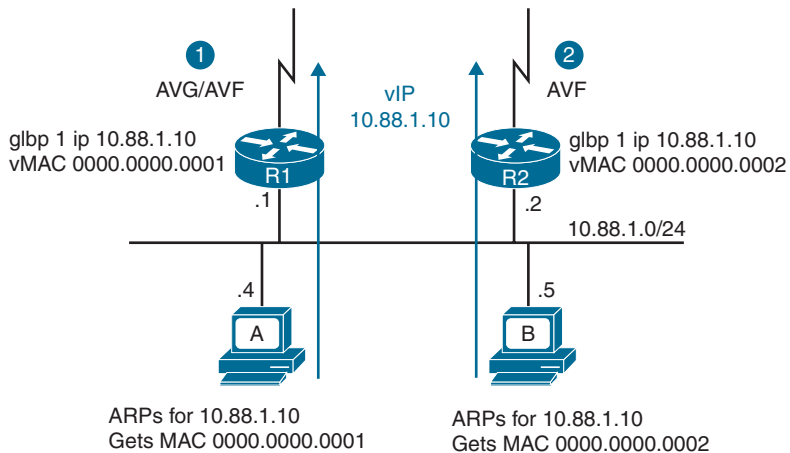 1
AVG/AVF
2
AVF
vIP
10.88.1.10
glbp 1 ip 10.88.1.10
vMAC 0000.0000.0001
glbp 1 ip 10.88.1.10
vMAC 0000.0000.0002
R1
R2
.1
.2
10.88.1.0/24
.4
.5
A
B
ARPs for 10.88.1.10
Gets MAC 0000.0000.0001
ARPs for 10.88.1.10
Gets MAC 0000.0000.0002